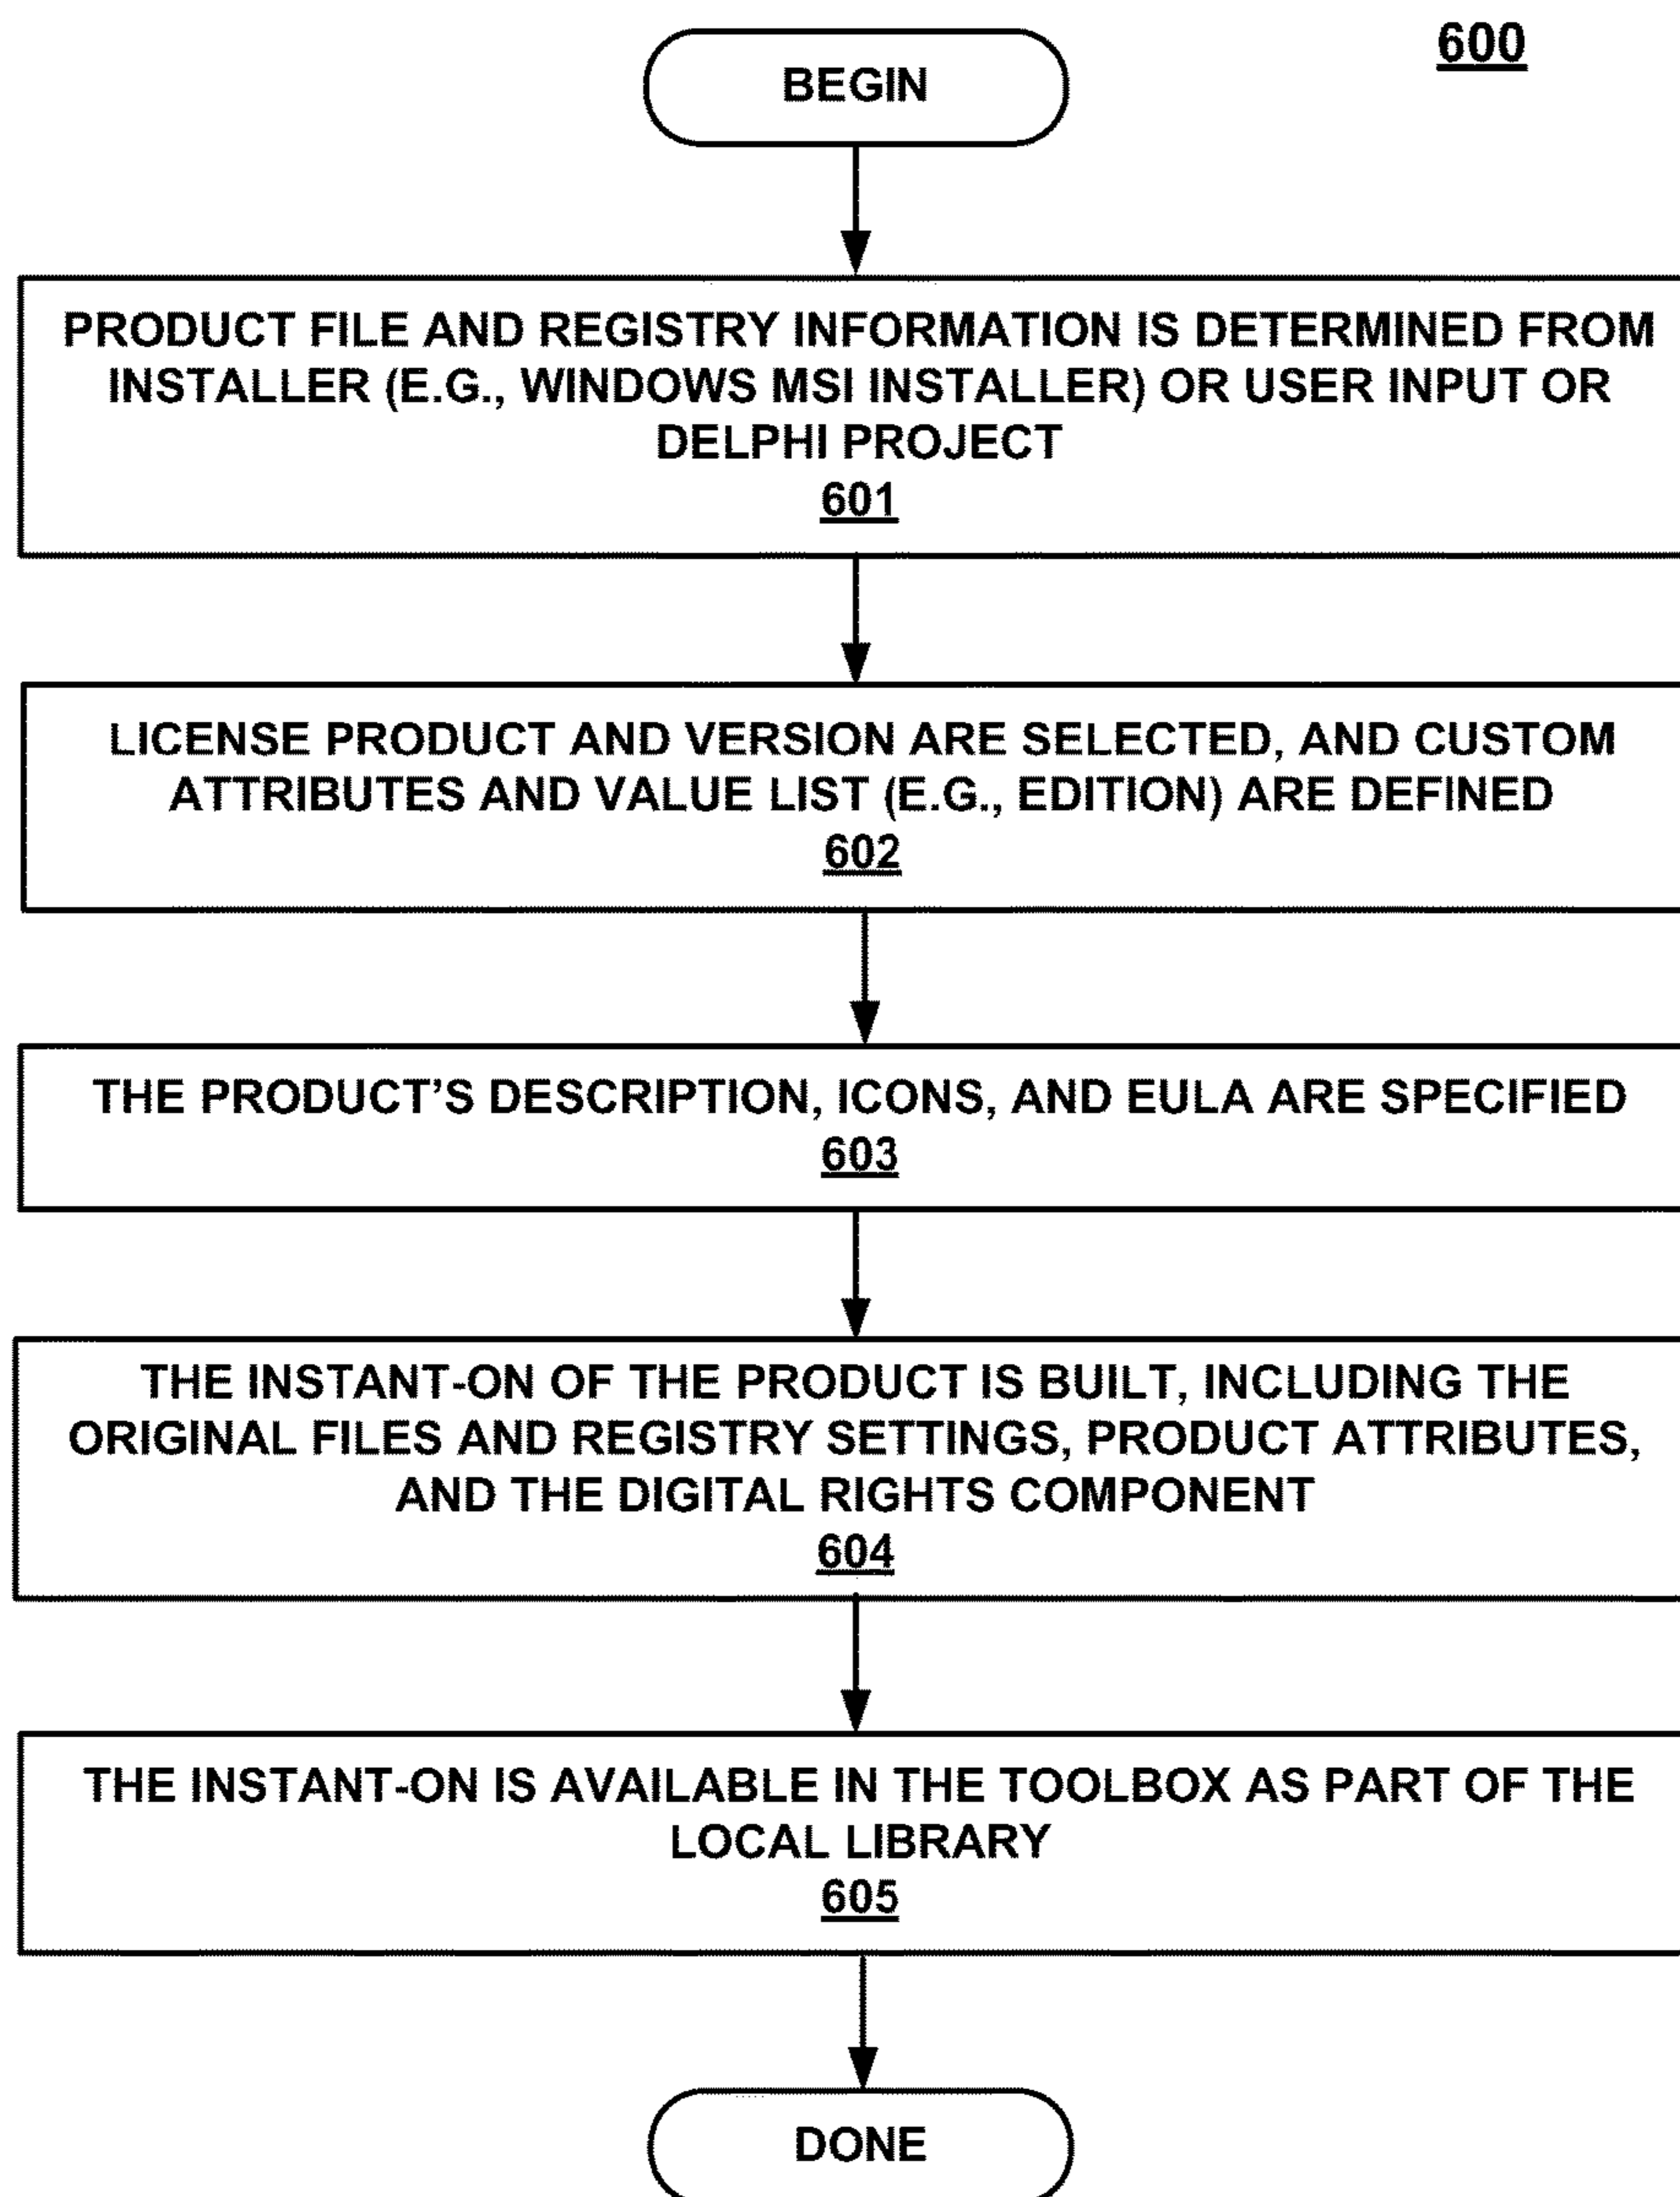 600
BEGIN
PRODUCT FILE AND REGISTRY INFORMATION IS DETERMINED FROM
INSTALLER (E.G., WINDOWS MSI INSTALLER) OR USER INPUT OR
DELPHI PROJECT
601
LICENSE PRODUCT AND VERSION ARE SELECTED, AND CUSTOM
ATTRIBUTES AND VALUE LIST (E.G., EDITION) ARE DEFINED
602
THE PRODUCT’S DESCRIPTION, ICONS, AND EULA ARE SPECIFIED
603
THE INSTANT-ON OF THE PRODUCT IS BUILT, INCLUDING THE
ORIGINAL FILES AND REGISTRY SETTINGS, PRODUCT ATTRIBUTES,
AND THE DIGITAL RIGHTS COMPONENT
604
THE INSTANT-ON IS AVAILABLE IN THE TOOLBOX AS PART OF THE
LOCAL LIBRARY
605
DONE